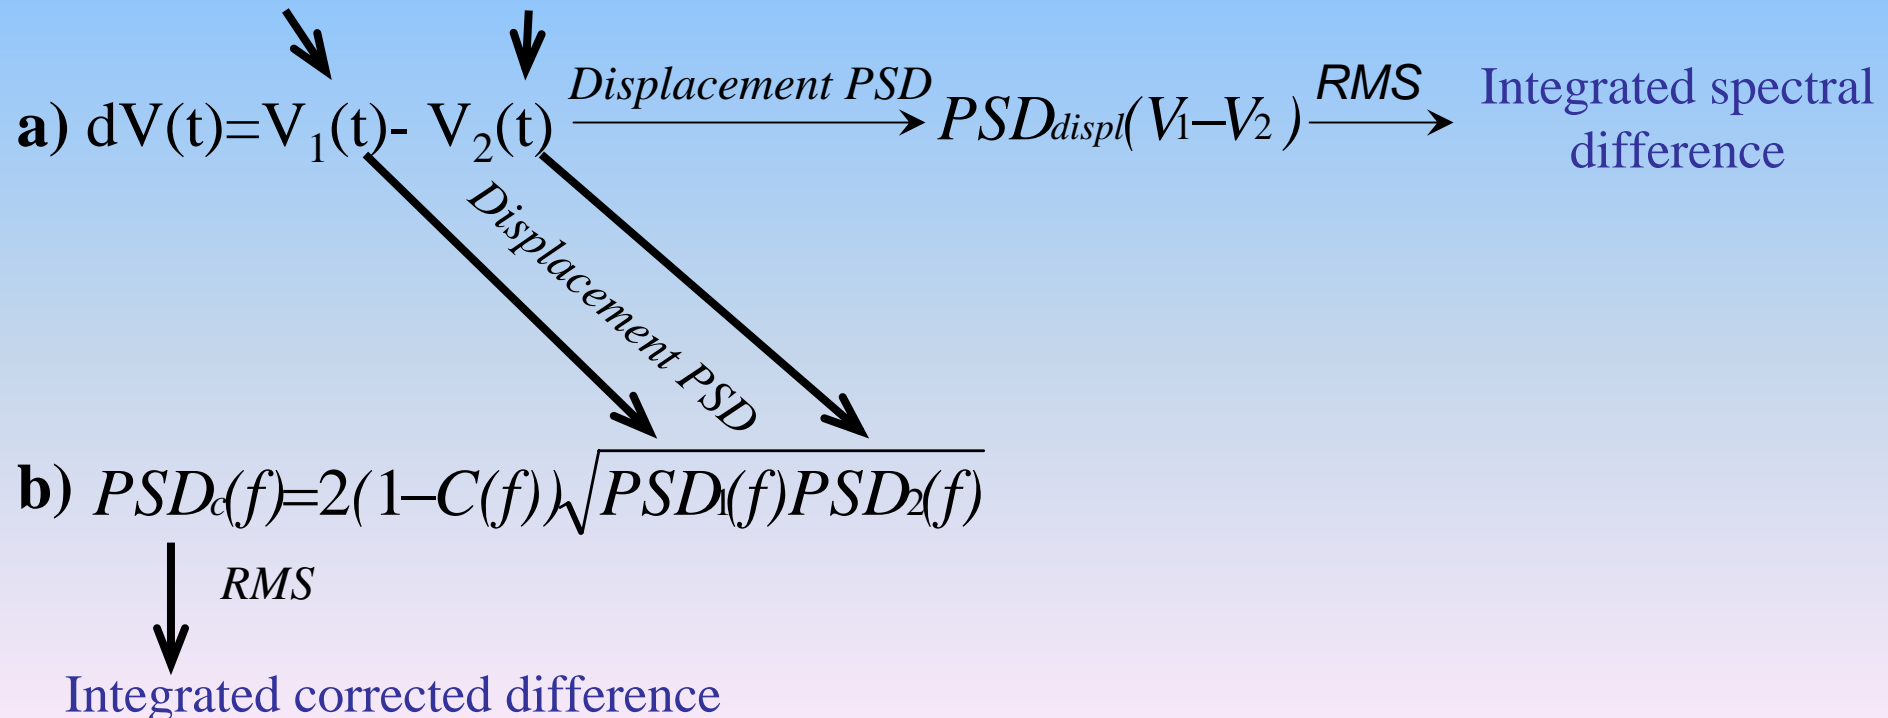 Displacement PSD
RMS
a) dV(t)=V₁(t)- V₂(t)
PSDdispl(V1–V2 )
Integrated spectral
difference
Displacement PSD
b) PSDc(f)=2(1–C(f))√PSD1(f)PSD2(f)
RMS
Integrated corrected difference